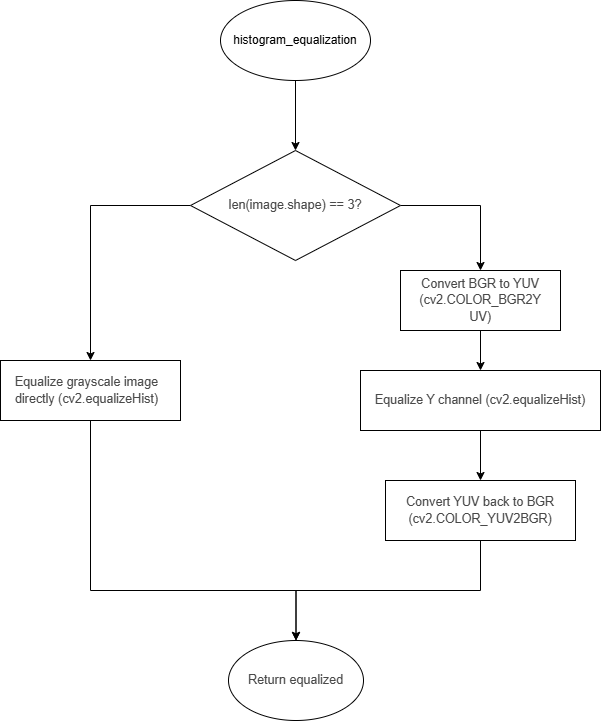 histogram_equalization
len(image.shape) == 3?
Convert BGR to YUV
(cv2.COLOR_BGR2Y
UV)
Equalize grayscale image
directly (cv2.equalizeHist)
Equalize Y channel (cv2.equalizeHist)
Convert YUV back to BGR
(cv2.COLOR_YUV2BGR)
Return equalized